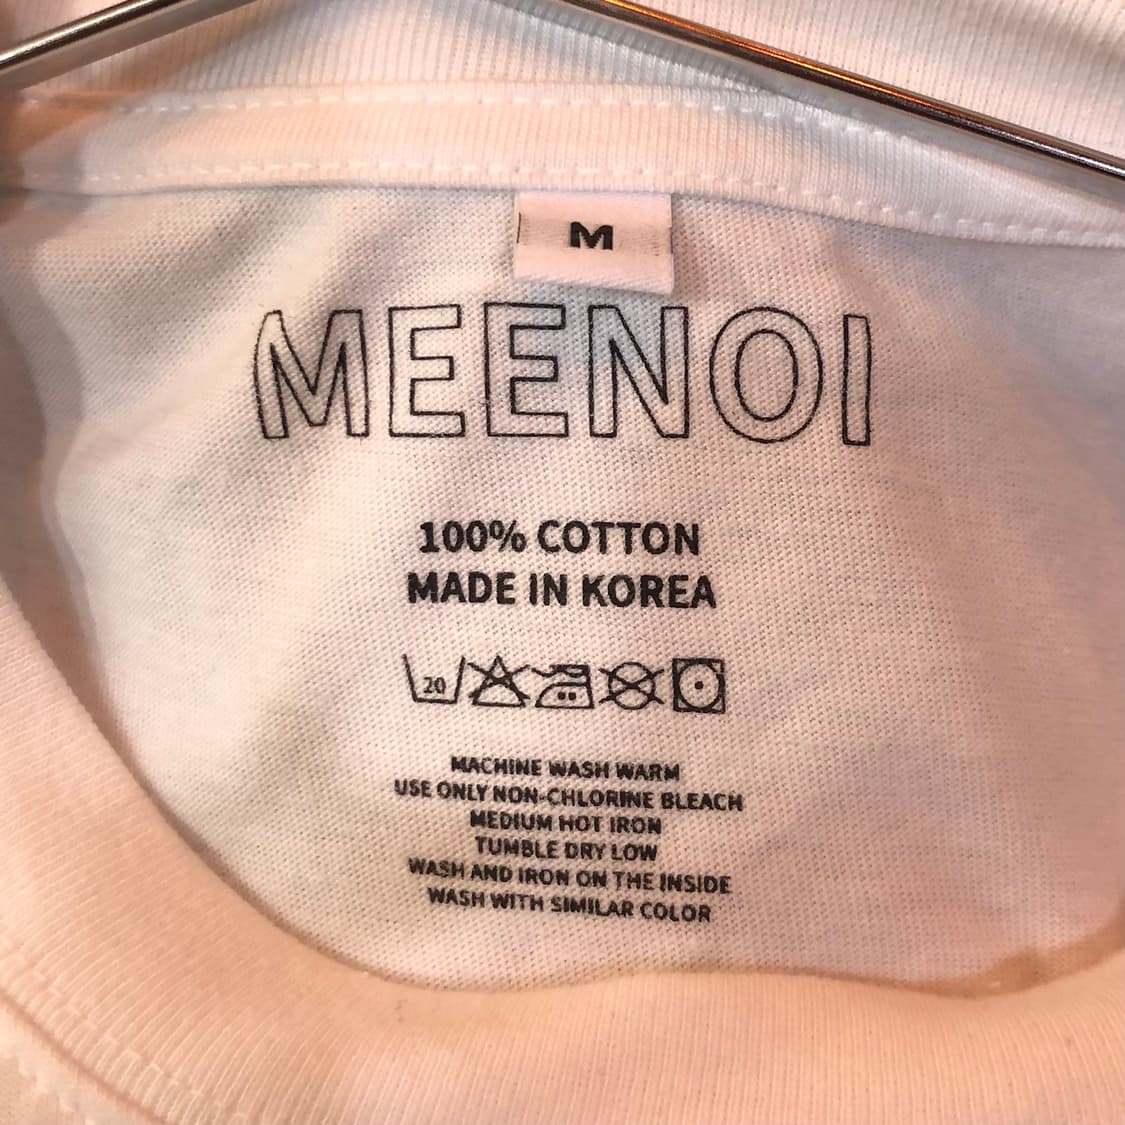 M
MEENOI
100% COTTON
MADE IN KOREA
20
MACHINE WASH WARM
USE ONLY NON-CHLORINE BLEACH
MEDIUM HOT IRON
TUMBLE DRY LOW
WASH AND IRON ON THE INSIDE
WASH WITH SIMILAR COLOR